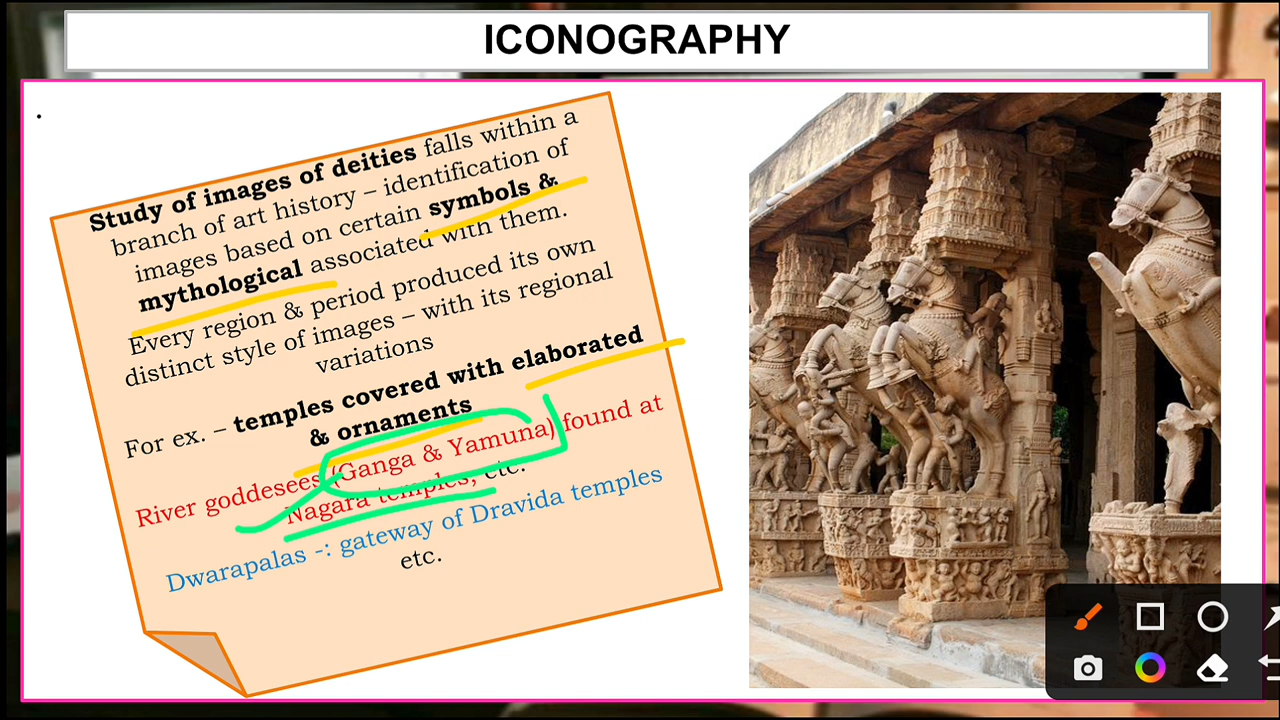 ICONOGRAPHY
Study of images of deities falls within a
branch of art history – identification of
images based on certain symbols &
mythological associated with them.
Every region & period produced its own
distinct style of images – with its regional
variations
For ex. – temples covered with elaborated
& ornaments
River goddesees (Ganga & Yamuna) found at
Nagara temples, etc.
Dwarapalas -: gateway of Dravida temples
etc.